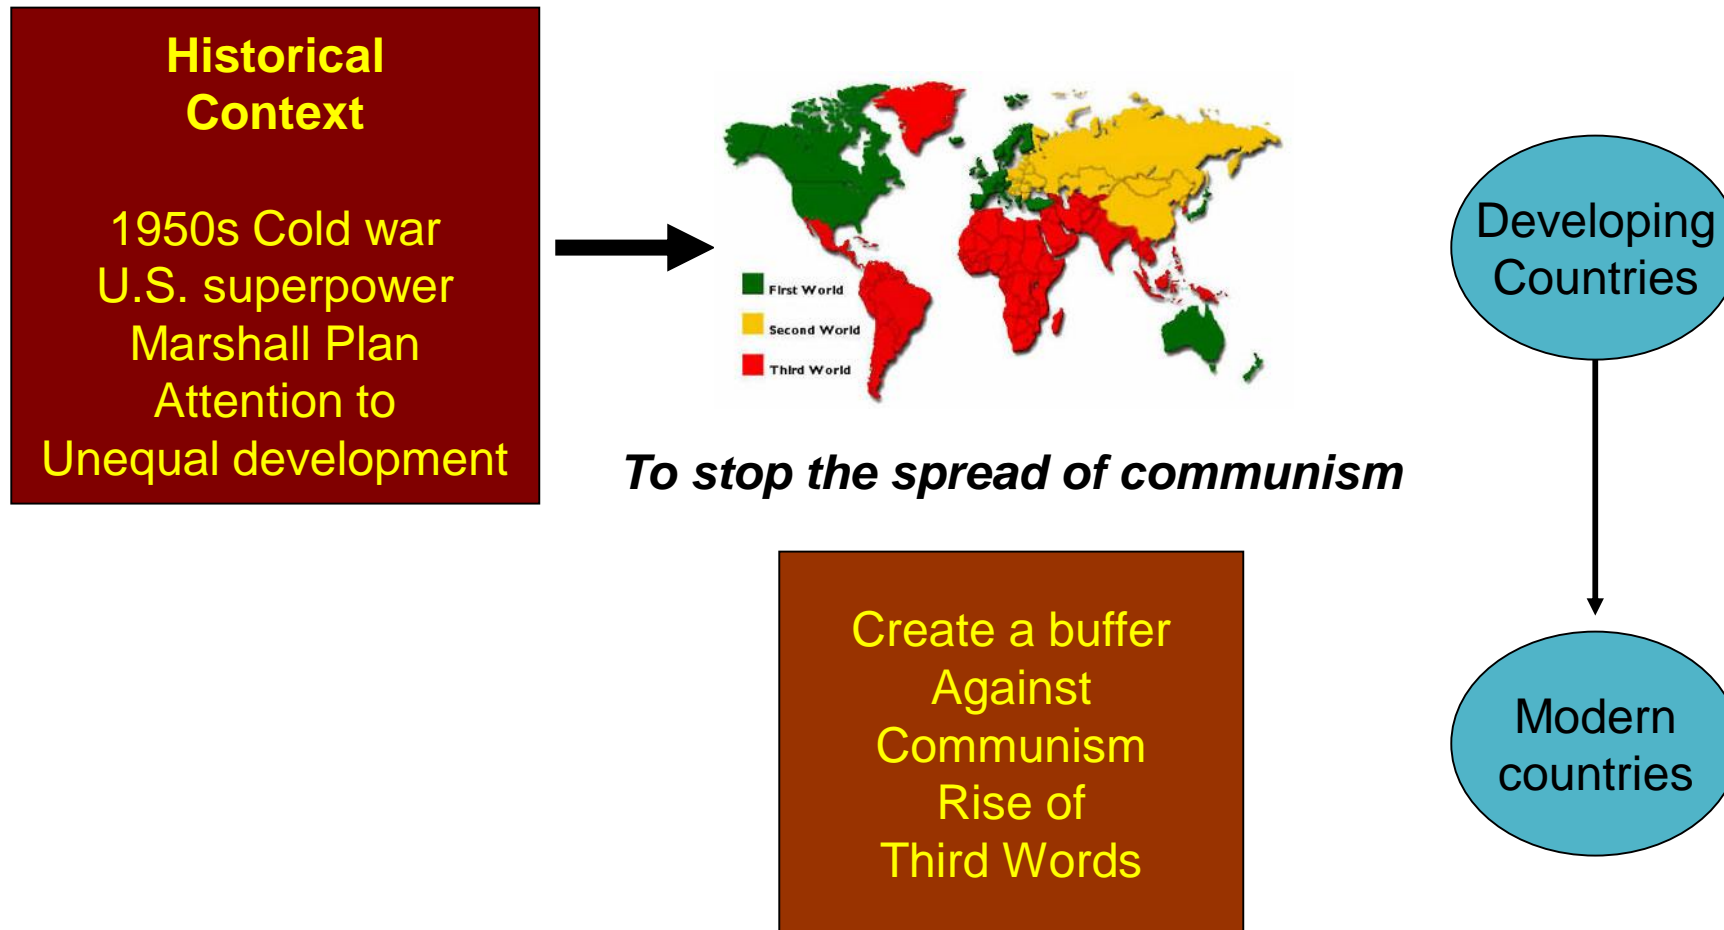 Historical
Context
1950s Cold war
U.S. superpower
Marshall Plan
Attention to
Unequal development
First World
Second World
Third World
To stop the spread of communism
Create a buffer
Against
Communism
Rise of
Third Words
Developing
Countries
Modern
countries